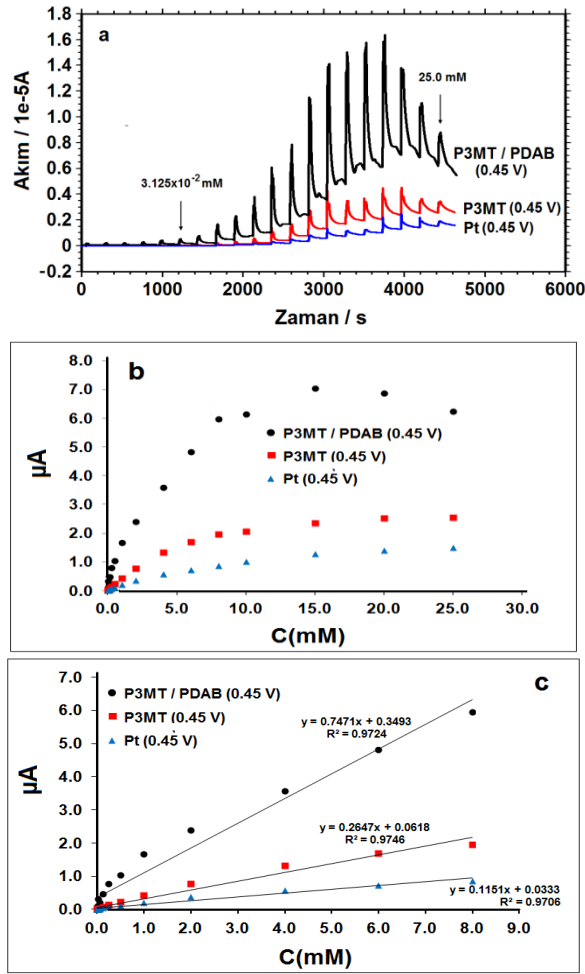 a
1.8
1.6
1.4
1.2
1.0
0.8
0.6
0.4
0.2
0
-0.2
Akım / 1e-5A
3.125x10⁻² mM
25.0 mM
P3MT / PDAB
(0.45 V)
P3MT (0.45 V)
Pt (0.45 V)
0 1000 2000 3000 4000 5000 6000
Zaman / s
b
8.0
7.0
6.0
5.0
4.0
3.0
2.0
1.0
0.0
µA
P3MT / PDAB (0.45 V)
P3MT (0.45 V)
Pt (0.45 V)
0.0 5.0 10.0 15.0 20.0 25.0 30.0
C(mM)
c
7.0
6.0
5.0
4.0
3.0
2.0
1.0
0.0
µA
P3MT / PDAB (0.45 V)
P3MT (0.45 V)
Pt (0.45 V)
y = 0.7471x + 0.3493
R² = 0.9724
y = 0.2647x + 0.0618
R² = 0.9746
y = 0.1151x + 0.0333
R² = 0.9706
0.0 1.0 2.0 3.0 4.0 5.0 6.0 7.0 8.0 9.0
C(mM)